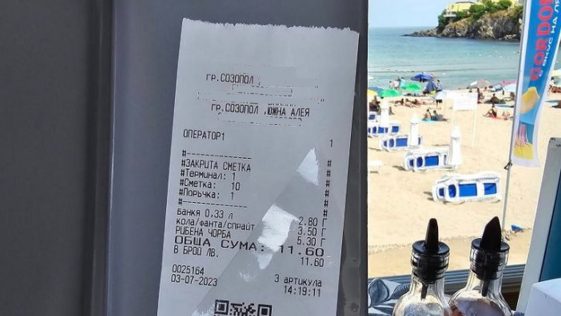 гр.СОЗОПОЛ
гр.СОЗОПОЛ ,ЮЖНА АЛЕЯ
ОПЕРАТОР1 1
#
#ЗАКРИТА СМЕТКА #
#Терминал: 1 #
#Сметка: 10 #
#Поръчка: 1 #
#
Банкя 0,33 л 2.80 Г
кола/фанта/спрайт 3.50 Г
РИБЕНА ЧОРБА 5.30 Г
ОБЩА СУМА: 11.60
В БРОЙ ЛВ. 11.60
0025164 3 артикула
03-07-2023 14:19:11
GORDON